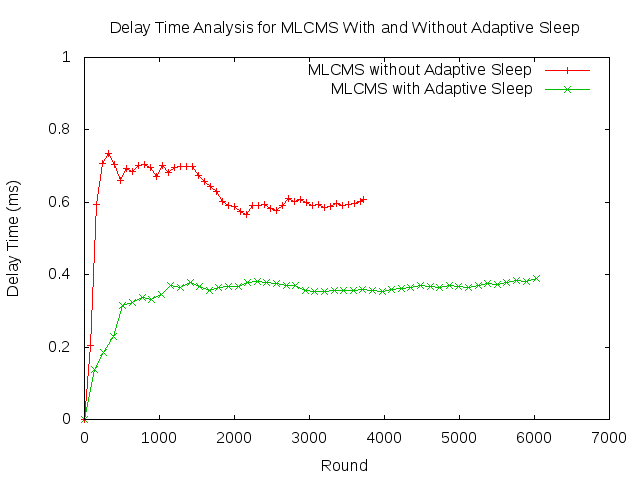 Delay Time Analysis for MLCMS With and Without Adaptive Sleep
MLCMS without Adaptive Sleep
MLCMS with Adaptive Sleep
Delay Time (ms)
1
0.8
0.6
0.4
0.2
0
0 1000 2000 3000 4000 5000 6000 7000
Round